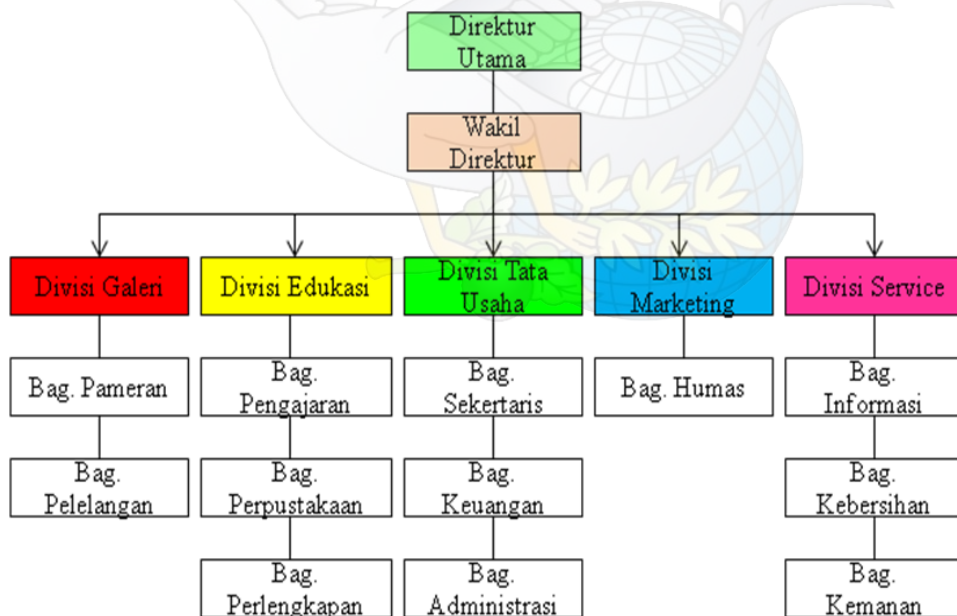 Direktur
Utama
Wakil
Direktur
Divisi Galeri
Divisi Edukasi
Divisi Tata
Usaha
Divisi
Marketing
Divisi Service
Bag. Pameran
Bag.
Pengajaran
Bag.
Sekertaris
Bag. Humas
Bag.
Informasi
Bag.
Pelelangan
Bag.
Perpustakaan
Bag.
Keuangan
Bag.
Kebersihan
Bag.
Perlengkapan
Bag.
Administrasi
Bag.
Kemanan